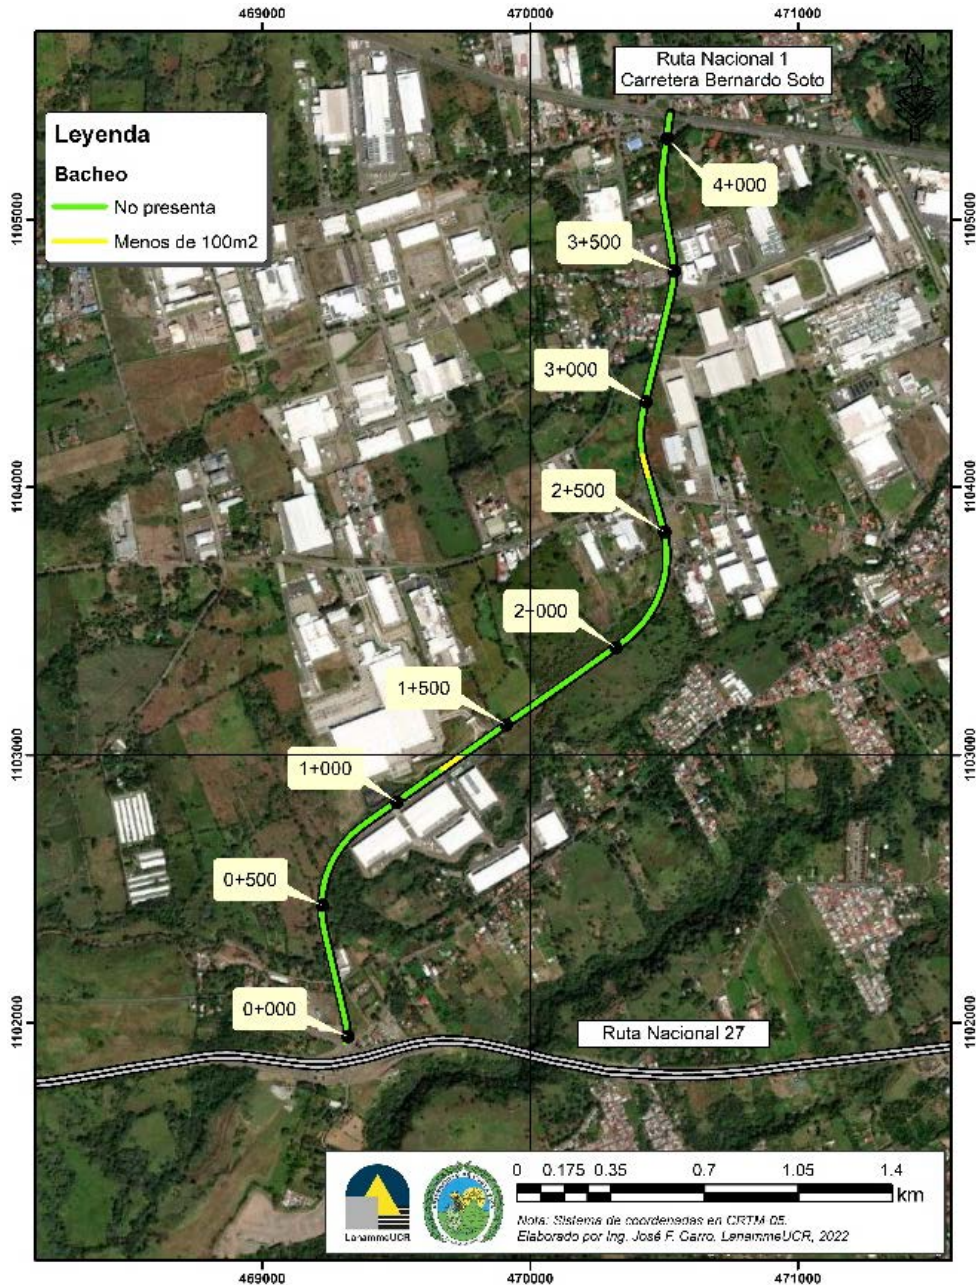 469000 470000 471000
Ruta Nacional 1
Carretera Bernardo Soto
N
Leyenda
Bacheo
No presenta
Menos de 100m2
4+000
1105000
1105000
3+500
3+000
1104000
1104000
2+500
2+000
1+500
1103000
1103000
1+000
0+500
0+000
1102000
1102000
Ruta Nacional 27
0 0.175 0.35 0.7 1.05 1.4
km
Nota: Sistema de coordenadas en CRTM 05.
Elaborado por Ing. José F. Garro. LanammeUCR, 2022
LanammeUCR
469000 470000 471000